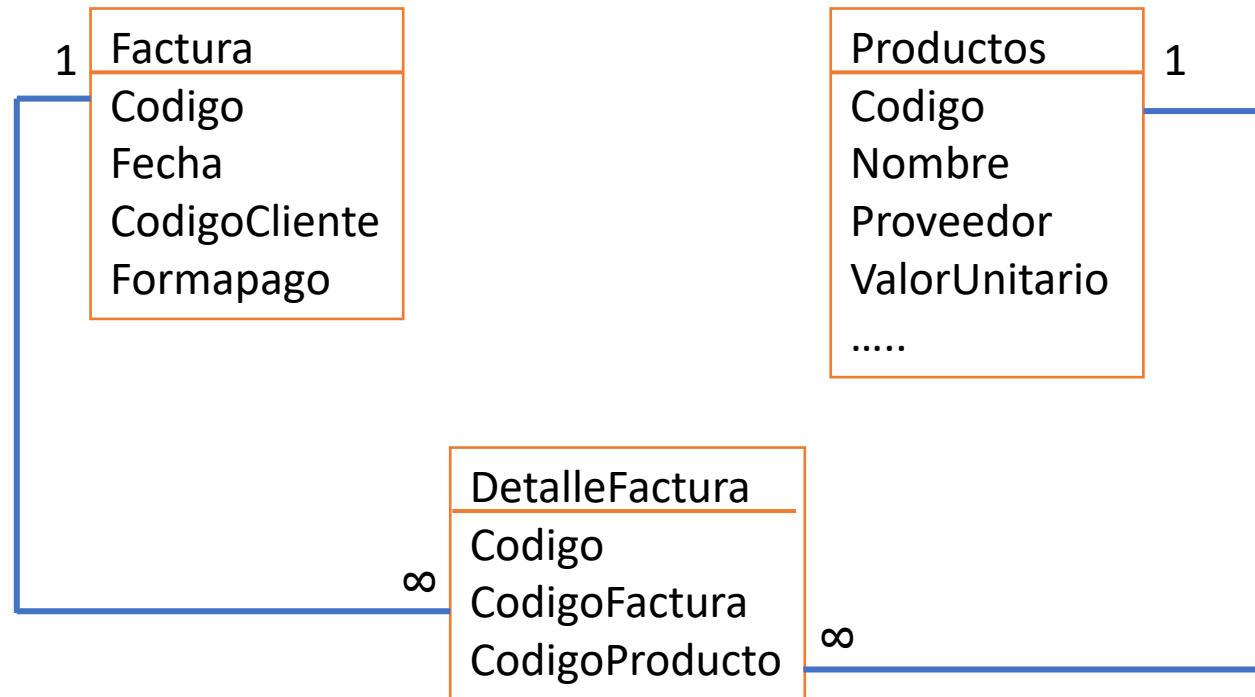 1
Factura
Codigo
Fecha
CodigoCliente
Formapago
Productos
1
Codigo
Nombre
Proveedor
ValorUnitario
.....
DetalleFactura
Codigo
∞
CodigoFactura
∞
CodigoProducto